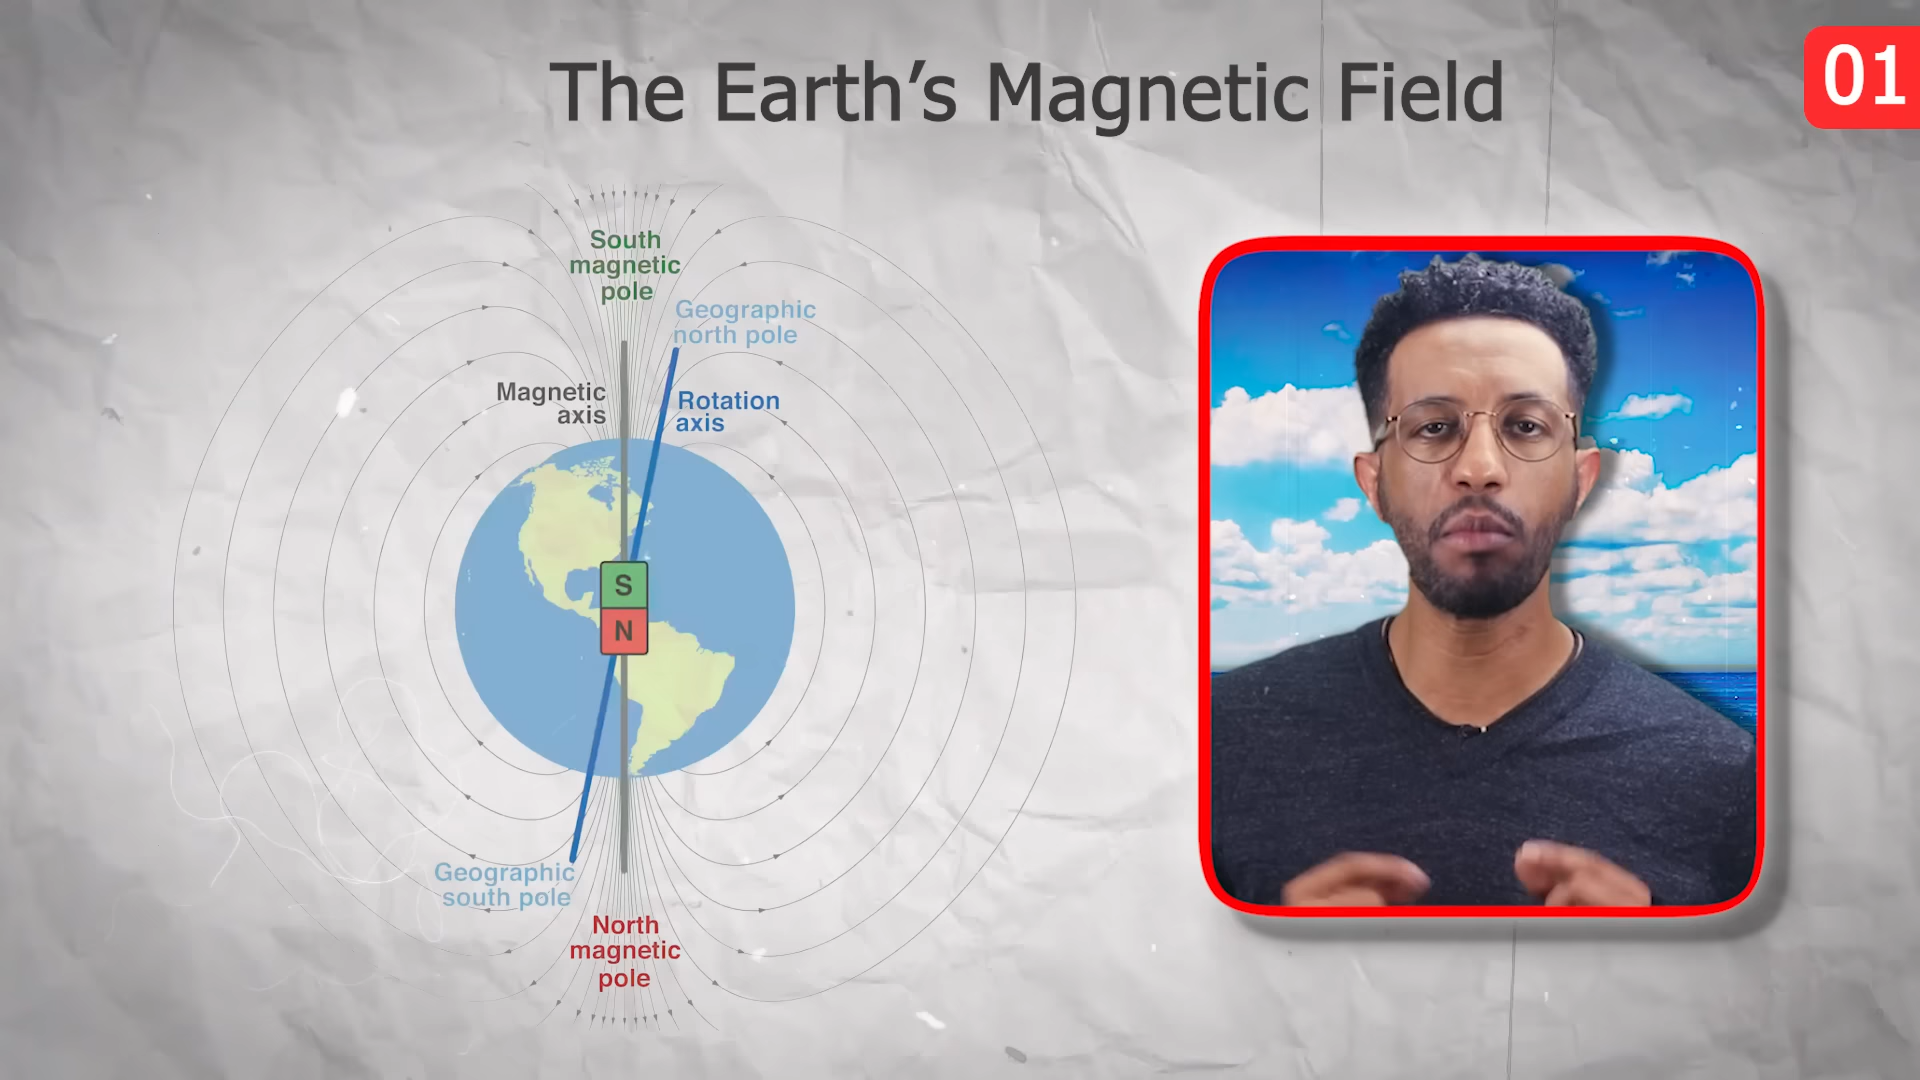 The Earth’s Magnetic Field
01
South
magnetic
pole
Geographic
north pole
Magnetic
axis
Rotation
axis
S
N
Geographic
south pole
North
magnetic
pole